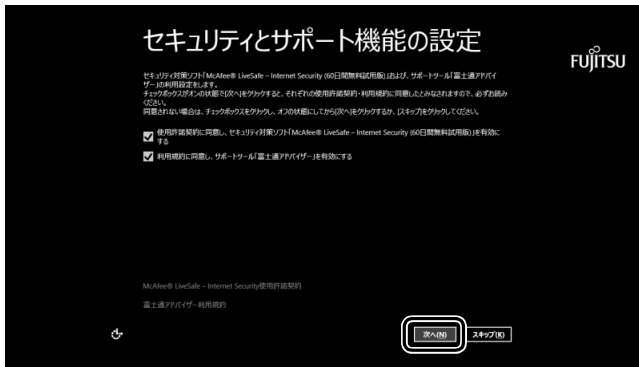 セキュリティとサポート機能の設定
FUJITSU
セキュリティ対策ソフト「McAfee® LiveSafe – Internet Security (60日間無料試用版)」および、サポートツール「富士通アドバイ
ザー」の利用設定をします。
チェックボックスがオンの状態で[次へ]をクリックすると、それぞれの使用許諾契約・利用規約に同意したとみなされますので、必ずお読み
ください。
同意されない場合は、チェックボックスをクリックし、オフの状態にしてから[次へ]をクリックするか、[スキップ]をクリックしてください。
使用許諾契約に同意し、セキュリティ対策ソフト「McAfee® LiveSafe – Internet Security (60日間無料試用版)」を有効に
する
利用規約に同意し、サポートツール「富士通アドバイザー」を有効にする
McAfee® LiveSafe – Internet Security使用許諾契約
富士通アドバイザー利用規約
次へ(N)
スキップ(K)